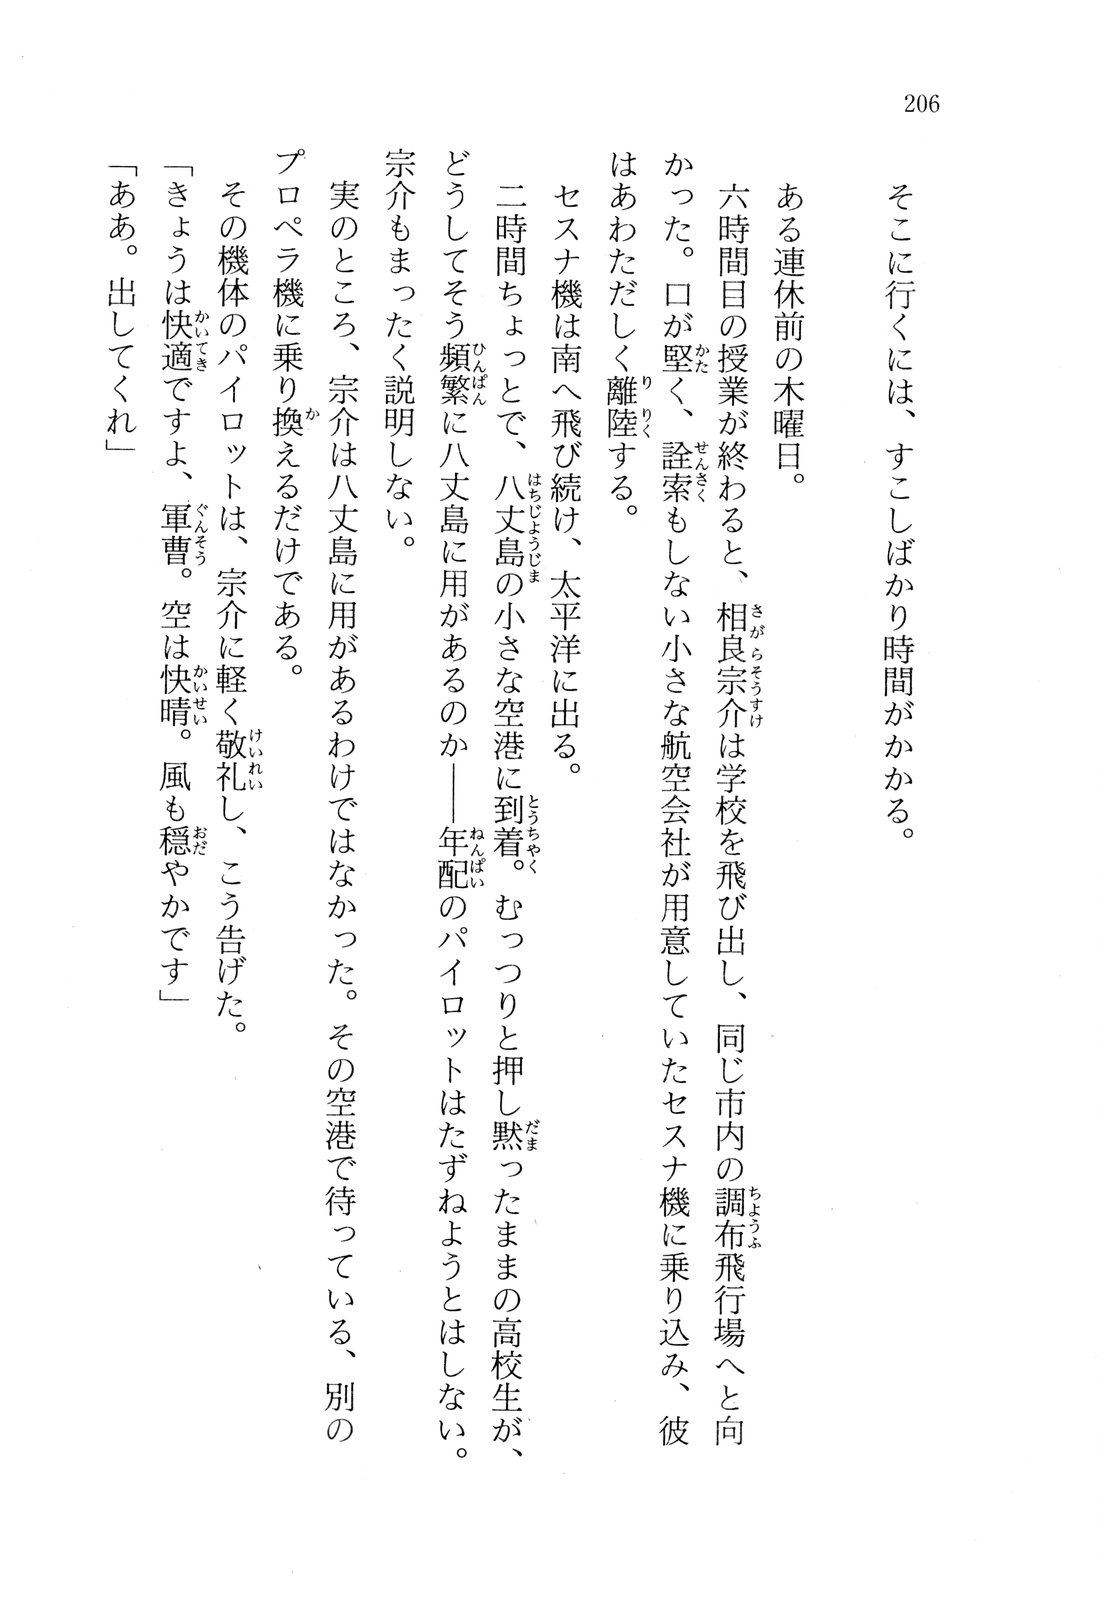 206
そこに行くには、すこしばかり時間がかかる。
ある連休前の木曜日。
六時間目の授業が終わると、相良宗介は学校を飛び出し、同じ市内の調布飛行場へと向
かった。口が堅く、詮索もしない小さな航空会社が用意していたセスナ機に乗り込み、彼
はあわただしく離陸する。
セスナ機は南へ飛び続け、太平洋に出る。
二時間ちょっとで、八丈島の小さな空港に到着。むっつりと押し黙ったままの高校生が、
どうしてそう頻繁に八丈島に用があるのか――年配のパイロットはたずねようとはしない。
宗介もまったく説明しない。
実のところ、宗介は八丈島に用があるわけではなかった。その空港で待っている、別の
プロペラ機に乗り換えるだけである。
その機体のパイロットは、宗介に軽く敬礼し、こう告げた。
「きょうは快適ですよ、軍曹。空は快晴。風も穏やかです」
「ああ。出してくれ」